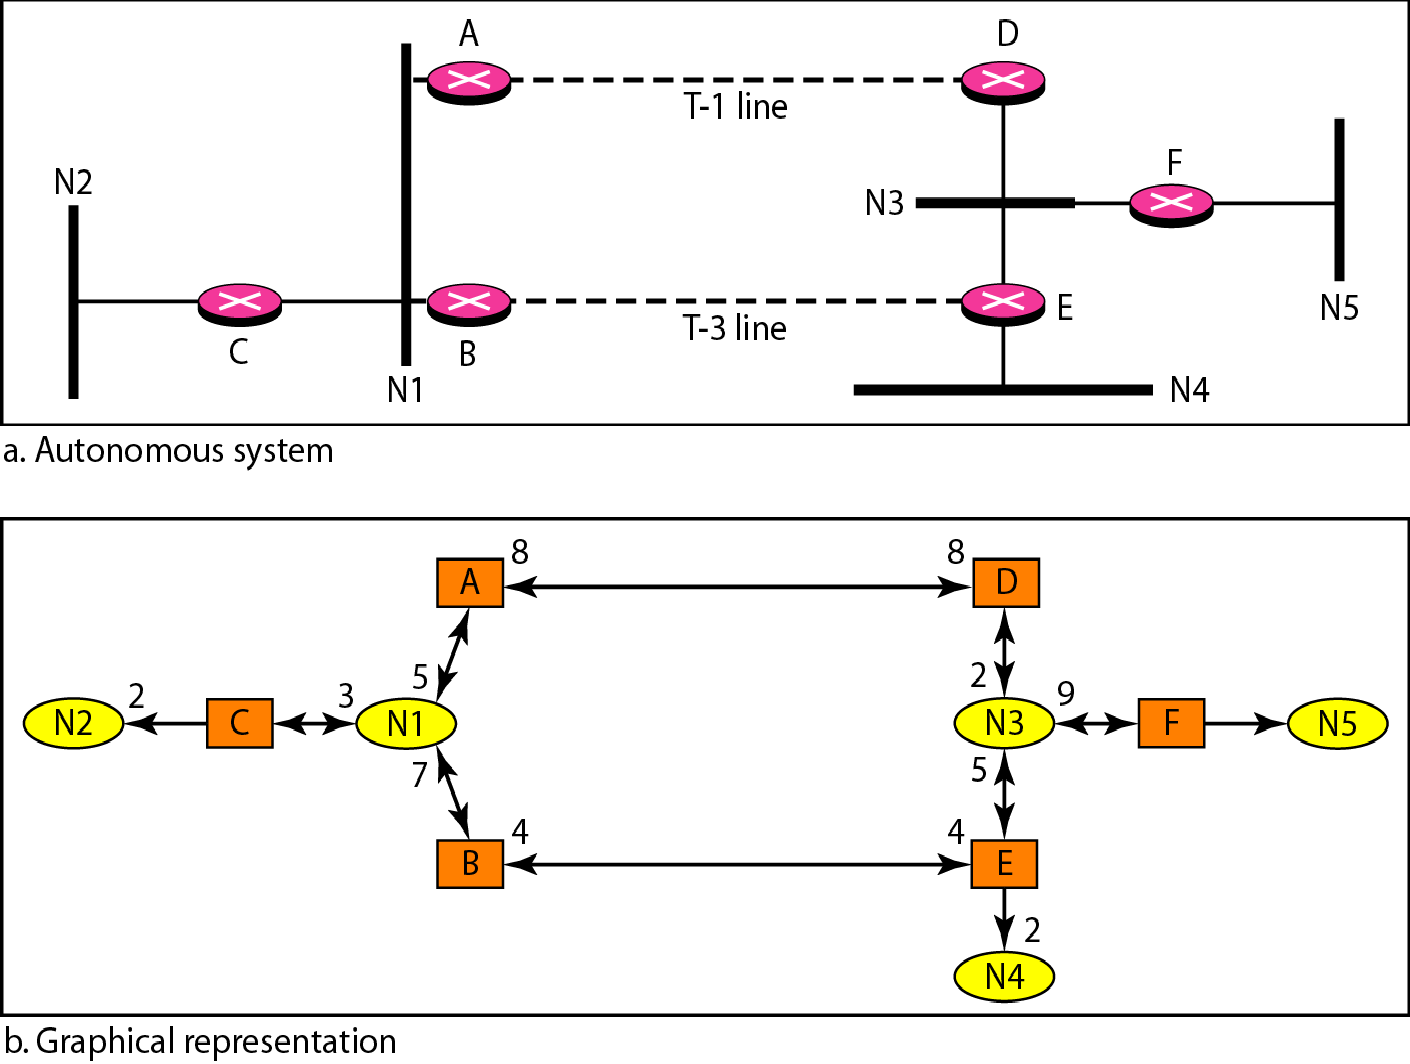 A
D
T-1 line
F
N2
N3
C
B
T-3 line
E
N5
N1
N4
a. Autonomous system
8
8
A
D
5
2
9
2
3
N2
C
N1
N3
F
N5
7
5
4
4
B
E
2
N4
b. Graphical representation